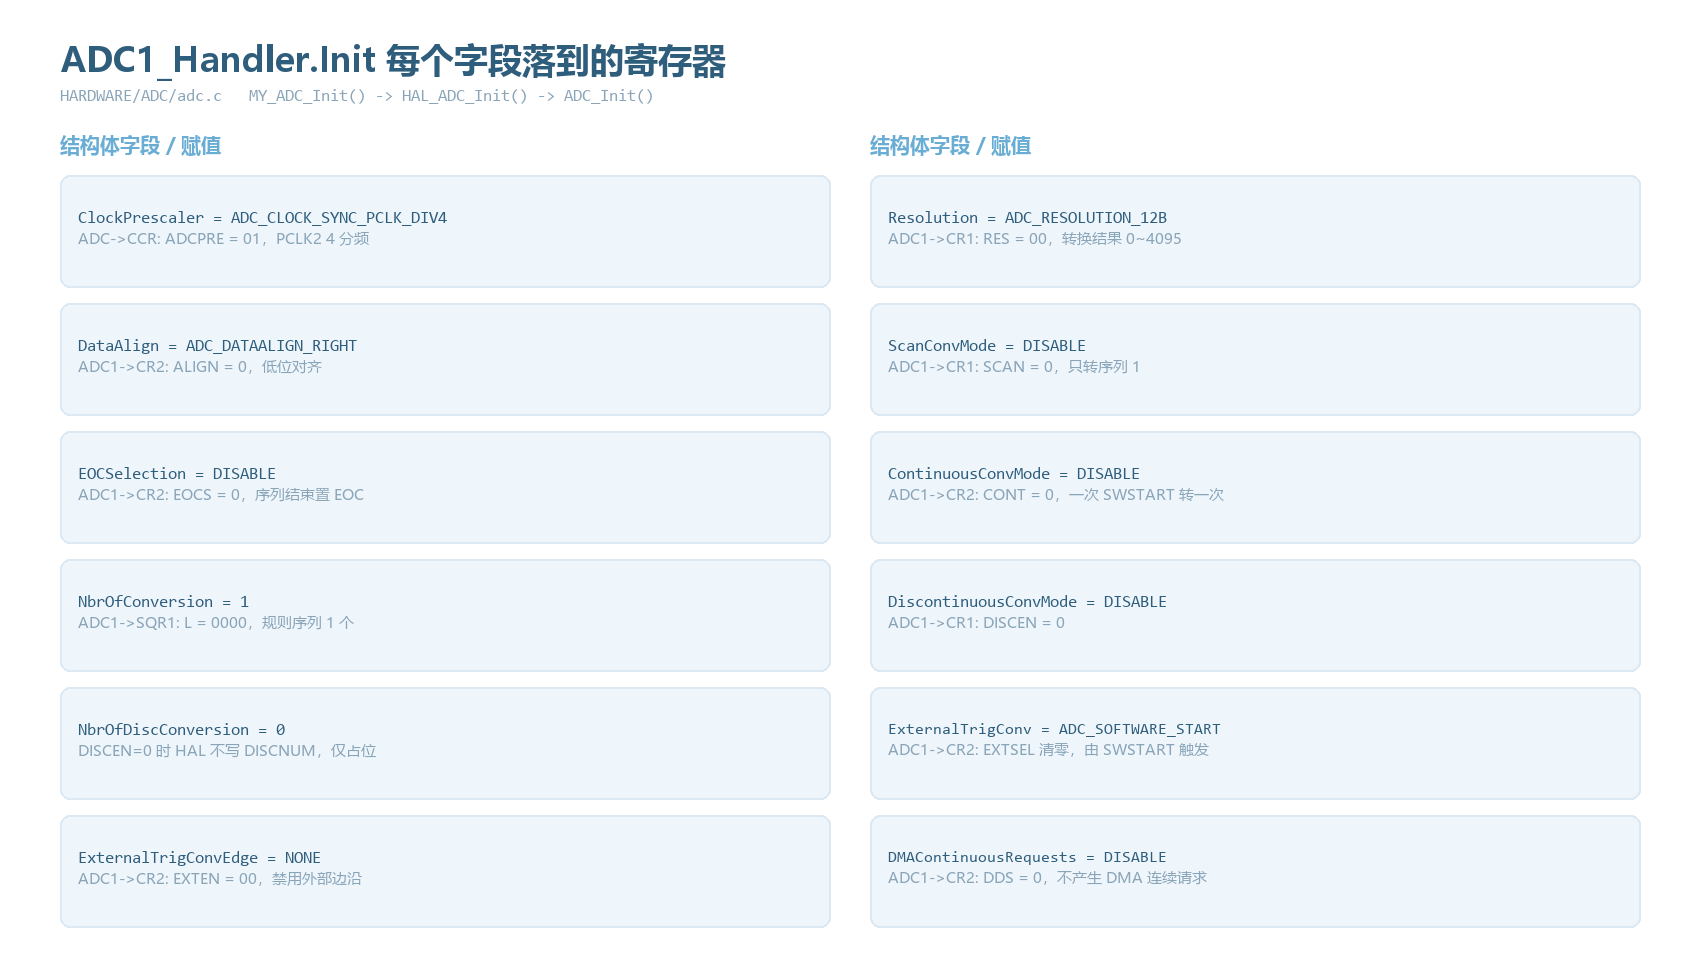 ADC1_Handler.Init 每个字段落到的寄存器
HARDWARE/ADC/adc.c   MY_ADC_Init() -> HAL_ADC_Init() -> ADC_Init()
结构体字段 / 赋值
ClockPrescaler = ADC_CLOCK_SYNC_PCLK_DIV4
ADC->CCR: ADCPRE = 01，PCLK2 4 分频
DataAlign = ADC_DATAALIGN_RIGHT
ADC1->CR2: ALIGN = 0，低位对齐
EOCSelection = DISABLE
ADC1->CR2: EOCS = 0，序列结束置 EOC
NbrOfConversion = 1
ADC1->SQR1: L = 0000，规则序列 1 个
NbrOfDiscConversion = 0
DISCEN=0 时 HAL 不写 DISCNUM，仅占位
ExternalTrigConvEdge = NONE
ADC1->CR2: EXTEN = 00，禁用外部边沿
结构体字段 / 赋值
Resolution = ADC_RESOLUTION_12B
ADC1->CR1: RES = 00，转换结果 0~4095
ScanConvMode = DISABLE
ADC1->CR1: SCAN = 0，只转序列 1
ContinuousConvMode = DISABLE
ADC1->CR2: CONT = 0，一次 SWSTART 转一次
DiscontinuousConvMode = DISABLE
ADC1->CR1: DISCEN = 0
ExternalTrigConv = ADC_SOFTWARE_START
ADC1->CR2: EXTSEL 清零，由 SWSTART 触发
DMAContinuousRequests = DISABLE
ADC1->CR2: DDS = 0，不产生 DMA 连续请求